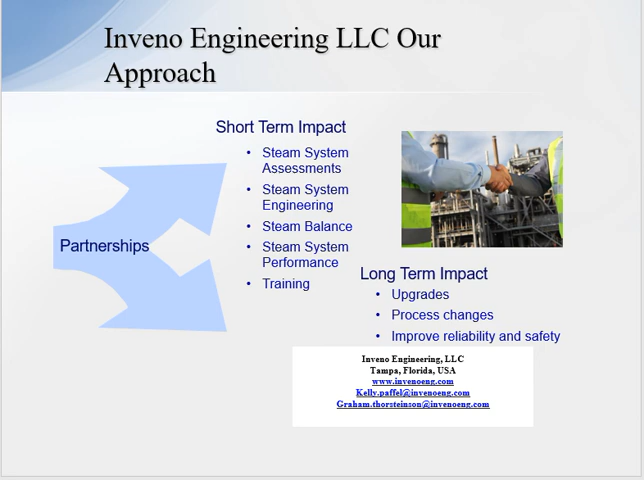 Inveno Engineering LLC Our
Approach
Short Term Impact
• Steam System
Assessments
• Steam System
Engineering
• Steam Balance
• Steam System
Performance
• Training
Partnerships
Long Term Impact
• Upgrades
• Process changes
• Improve reliability and safety
Inveno Engineering, LLC
Tampa, Florida, USA
www.invenoeng.com
Kelly.paffel@invenoeng.com
Graham.thorsteinson@invenoeng.com